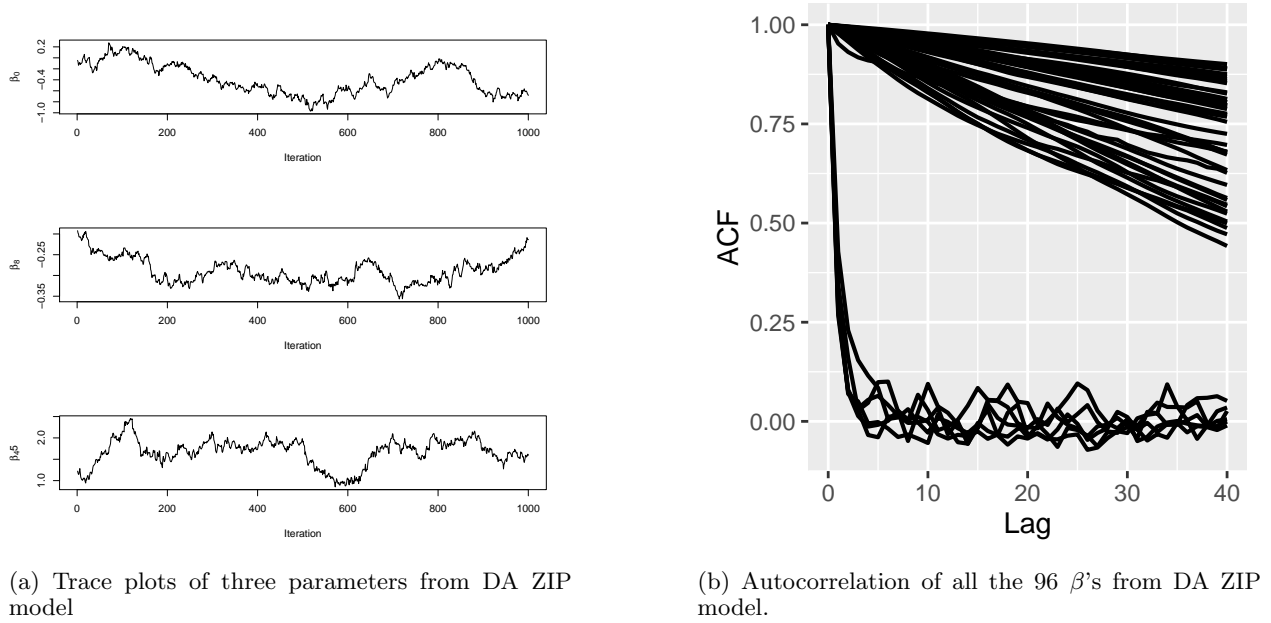 β0
0.2
−0.4
−1.0
0 200 400 600 800 1000
Iteration
β8
−0.25
−0.35
0 200 400 600 800 1000
Iteration
β45
2.0
1.0
0 200 400 600 800 1000
Iteration
(a) Trace plots of three parameters from DA ZIP
model
ACF
1.00
0.75
0.50
0.25
0.00
0 10 20 30 40
Lag
(b) Autocorrelation of all the 96 β's from DA ZIP
model.